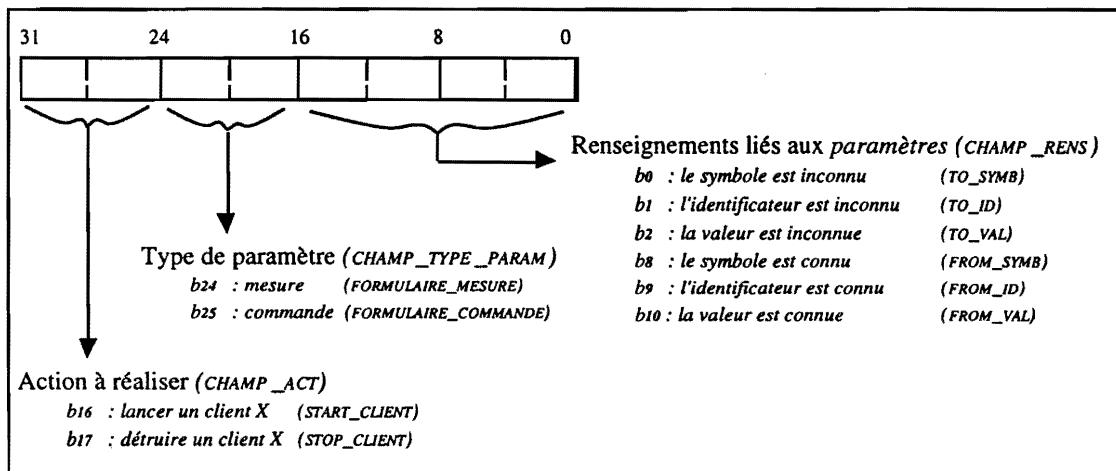 31 24 16 8 0
Renseignements liés aux paramètres (CHAMP_RENS)
b0 : le symbole est inconnu (TO_SYMB)
b1 : l'identificateur est inconnu (TO_ID)
b2 : la valeur est inconnue (TO_VAL)
b8 : le symbole est connu (FROM_SYMB)
b9 : l'identificateur est connu (FROM_ID)
b10 : la valeur est connue (FROM_VAL)
Type de paramètre (CHAMP_TYPE_PARAM)
b24 : mesure (FORMULAIRE_MESURE)
b25 : commande (FORMULAIRE_COMMANDE)
Action à réaliser (CHAMP_ACT)
b16 : lancer un client X (START_CLIENT)
b17 : détruire un client X (STOP_CLIENT)